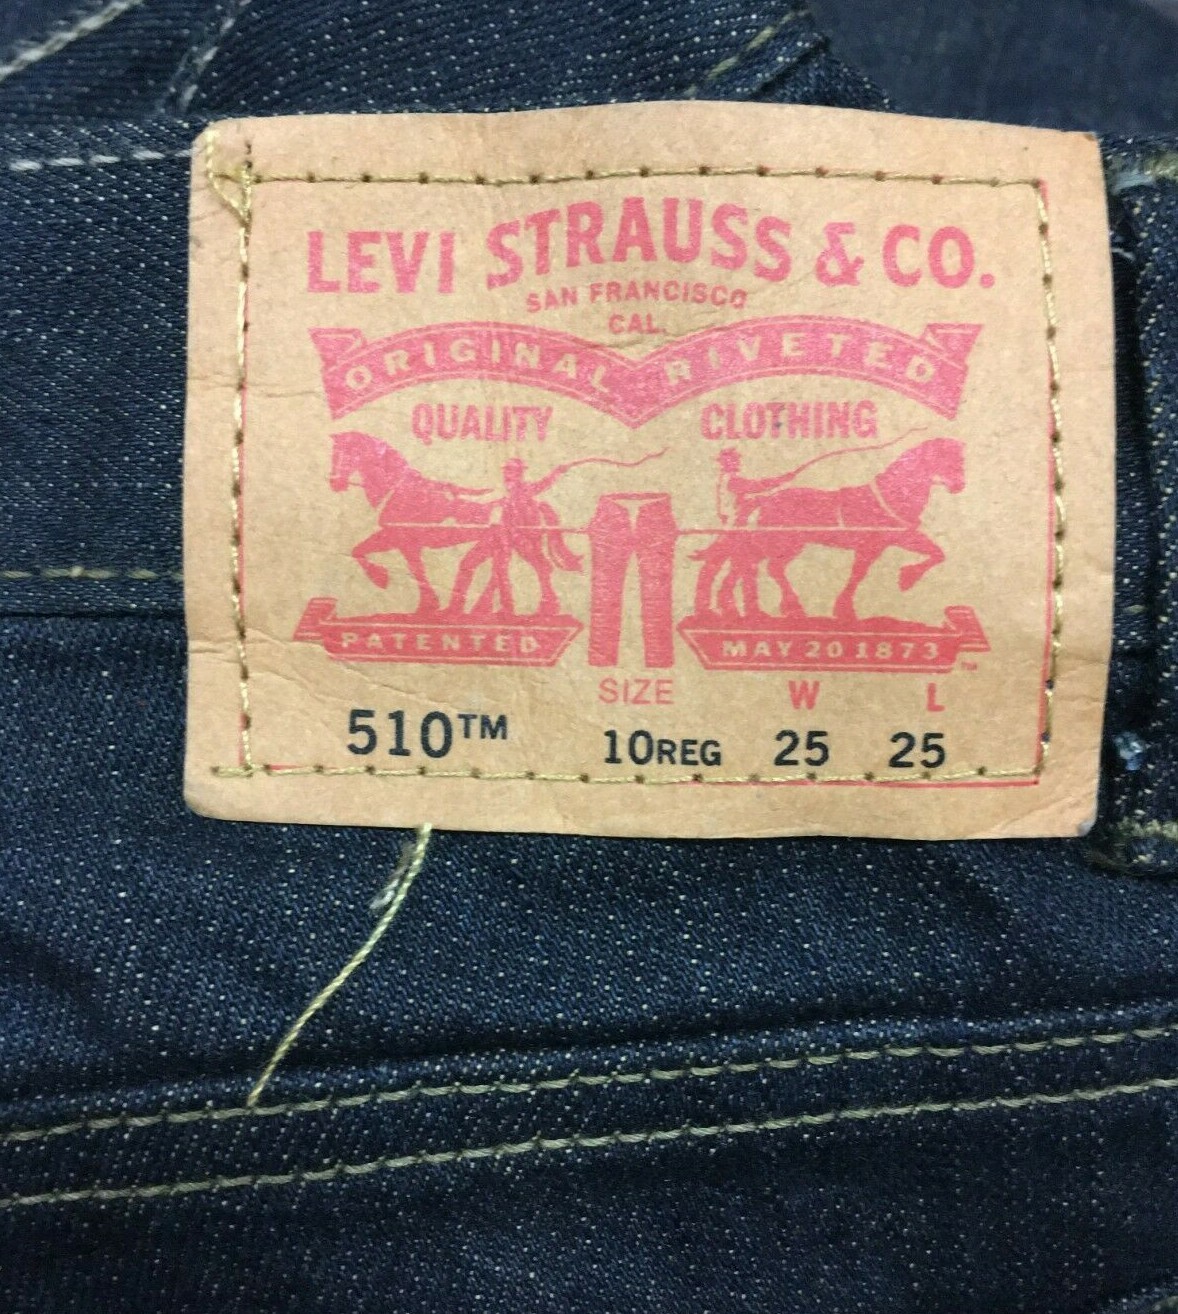 LEVI STRAUSS & CO.
SAN FRANCISCO
CAL.
ORIGINAL RIVETED
QUALITY CLOTHING
PATENTED MAY 20 1873 ™
SIZE W L
510™ 10REG 25 25